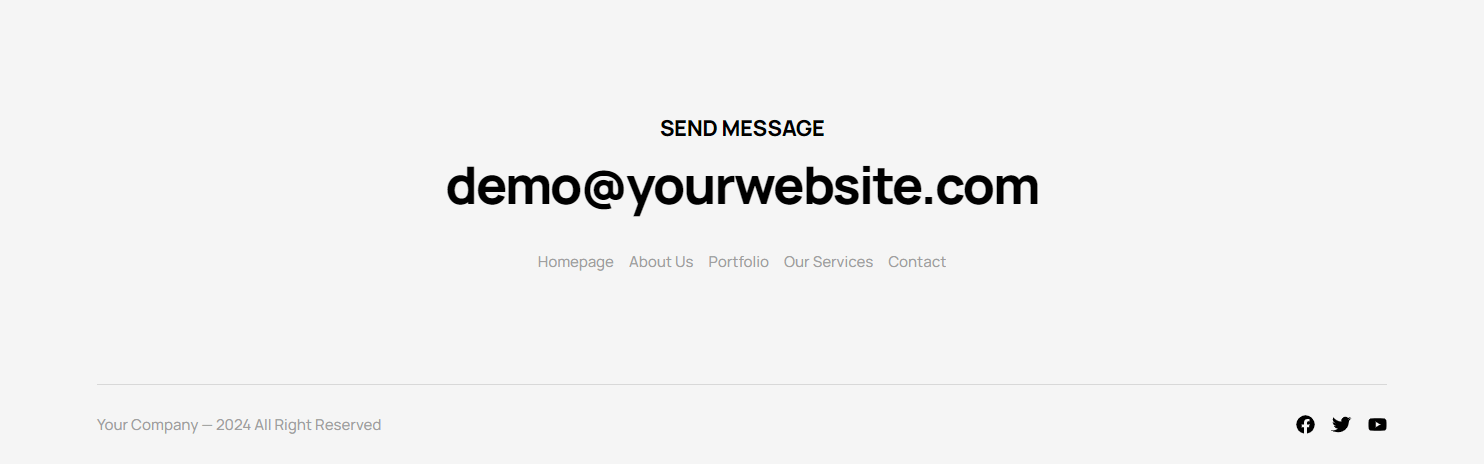 SEND MESSAGE
demo@yourwebsite.com
Homepage About Us Portfolio Our Services Contact
Your Company — 2024 All Right Reserved